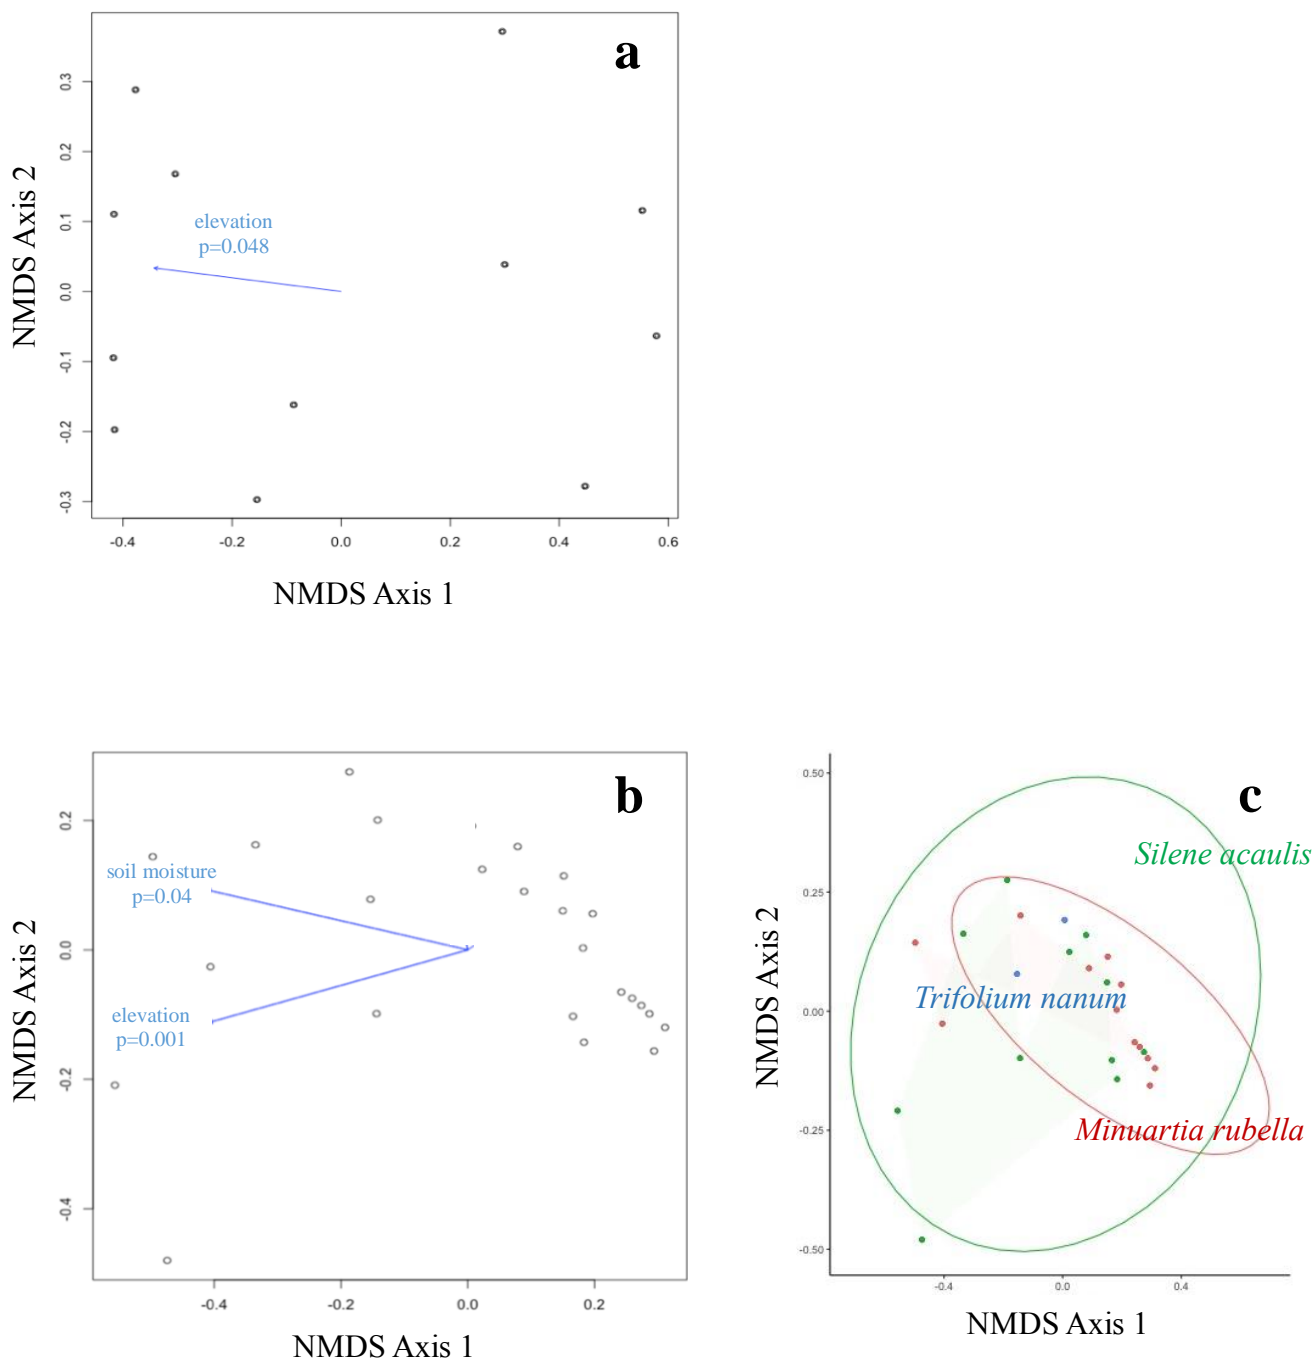 a
NMDS Axis 2
0.3
0.2
0.1
0.0
-0.1
-0.2
-0.3
elevation
p=0.048
-0.4
-0.2
0.0
0.2
0.4
0.6
NMDS Axis 1
b
NMDS Axis 2
0.2
0.0
-0.2
-0.4
soil moisture
p=0.04
elevation
p=0.001
-0.4
-0.2
0.0
0.2
NMDS Axis 1
c
NMDS Axis 2
0.50
0.25
0.00
-0.25
-0.50
Silene acaulis
Trifolium nanum
Minuartia rubella
-0.4
0.0
0.4
NMDS Axis 1